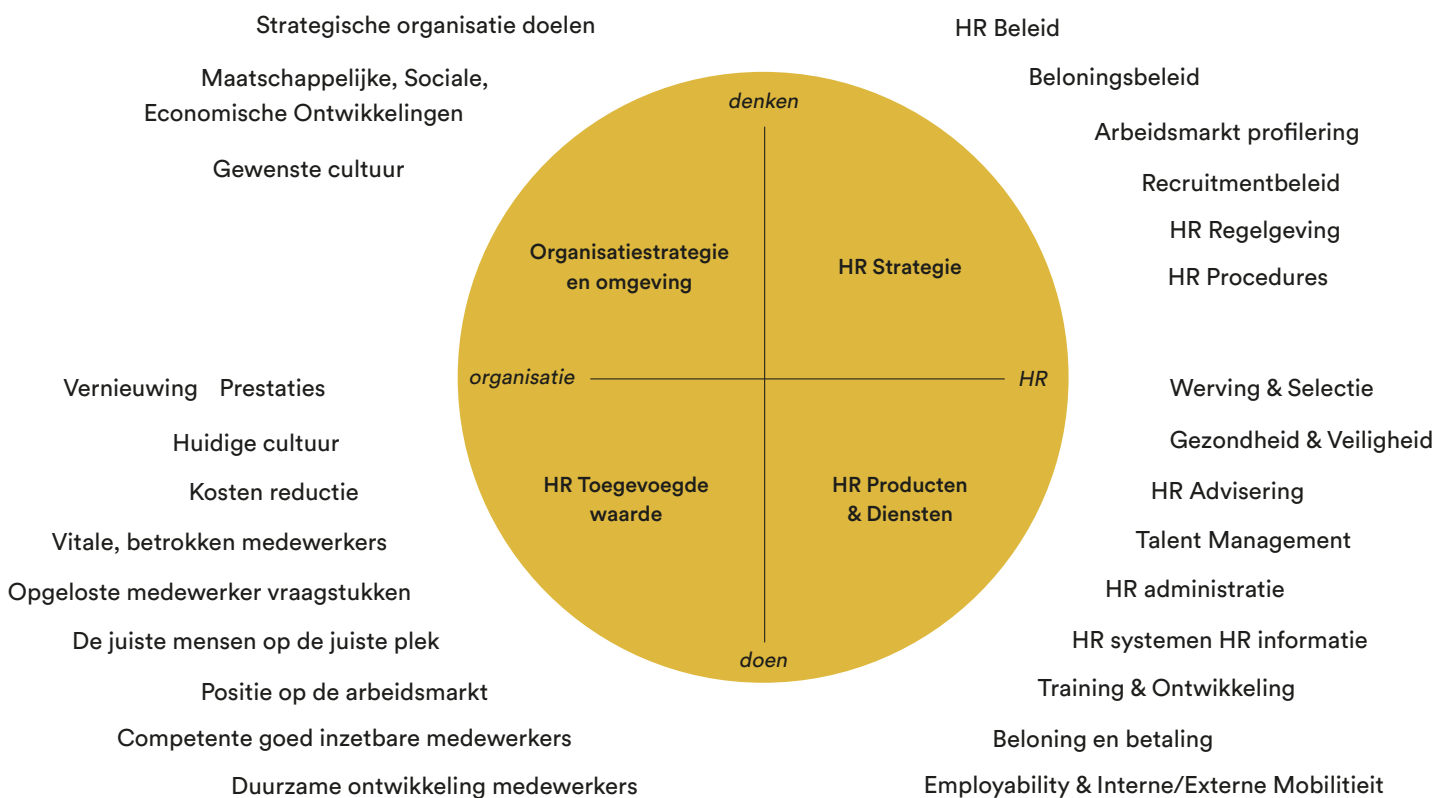 Strategische organisatie doelen
Maatschappelijke, Sociale,
Economische Ontwikkelingen
Gewenste cultuur
HR Beleid
Beloningsbeleid
Arbeidsmarkt profilering
Recruitmentbeleid
HR Regelgeving
HR Procedures
denken
Organisatiestrategie
en omgeving
HR Strategie
organisatie
HR
HR Toegevoegde
waarde
HR Producten
& Diensten
doen
Vernieuwing Prestaties
Huidige cultuur
Kosten reductie
Vitale, betrokken medewerkers
Opgeloste medewerker vraagstukken
De juiste mensen op de juiste plek
Positie op de arbeidsmarkt
Competente goed inzetbare medewerkers
Duurzame ontwikkeling medewerkers
Werving & Selectie
Gezondheid & Veiligheid
HR Advisering
Talent Management
HR administratie
HR systemen HR informatie
Training & Ontwikkeling
Beloning en betaling
Employability & Interne/Externe Mobilitieit